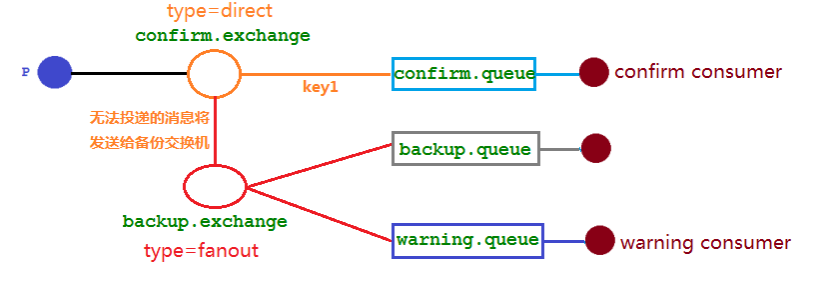 type=direct
confirm.exchange
P
key1
confirm.queue
confirm consumer
无法投递的消息将
发送给备份交换机
backup.queue
backup.exchange
type=fanout
warning.queue
warning consumer